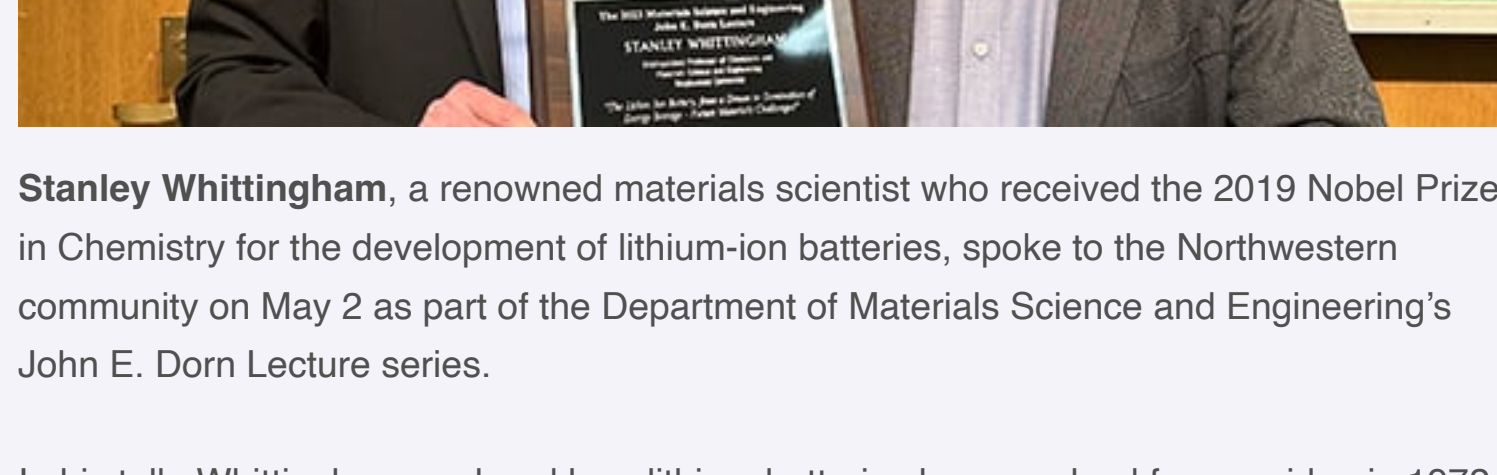 The 2023 Materials Science and Engineering
John E. Dorn Lecture
STANLEY WHITTINGHAM
Stanley Whittingham, a renowned materials scientist who received the 2019 Nobel Prize
in Chemistry for the development of lithium-ion batteries, spoke to the Northwestern
community on May 2 as part of the Department of Materials Science and Engineering’s
John E. Dorn Lecture series.